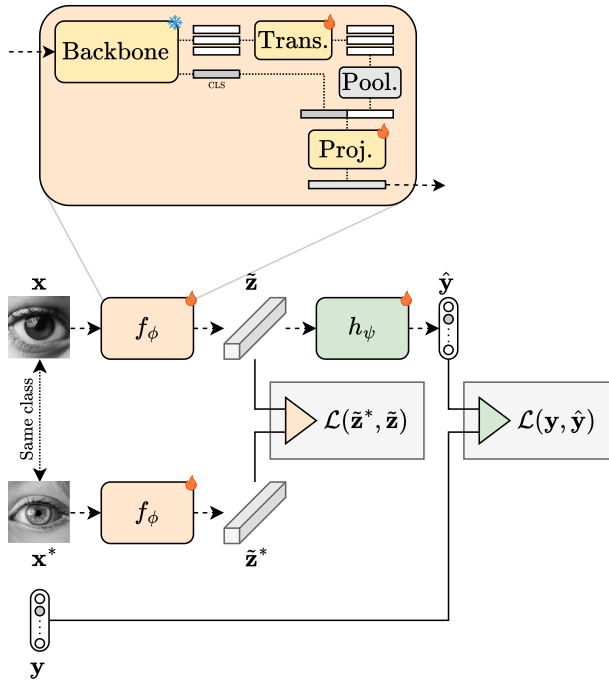 Backbone
Trans.
CLS
Pool.
Proj.
x
z̃
ŷ
f_ϕ
h_ψ
Same class
ℒ(z̃*, z̃)
ℒ(y, ŷ)
f_ϕ
x*
z̃*
y